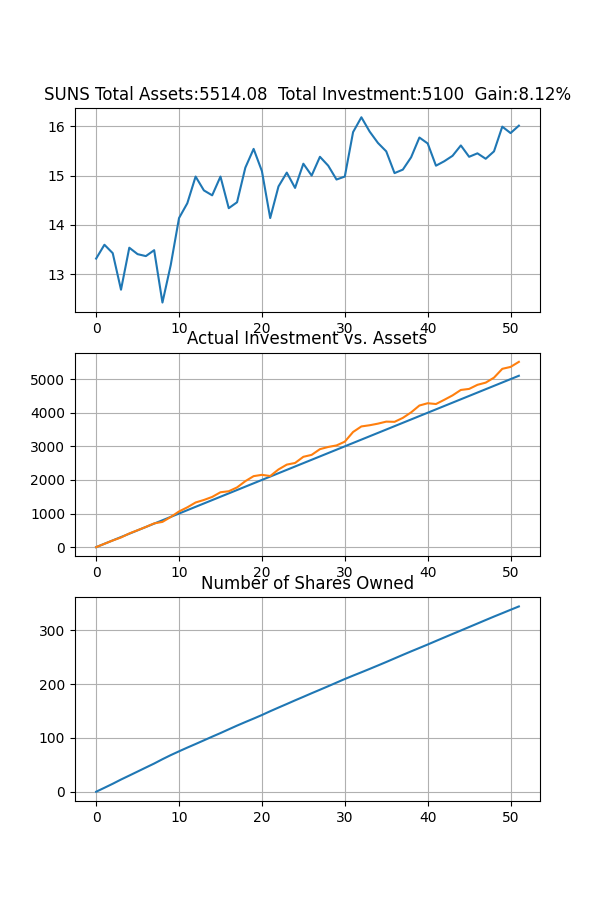 SUNS Total Assets:5514.08  Total Investment:5100  Gain:8.12%
16
15
14
13
0 10 20 30 40 50
Actual Investment vs. Assets
5000
4000
3000
2000
1000
0
0 10 20 30 40 50
Number of Shares Owned
300
200
100
0
0 10 20 30 40 50